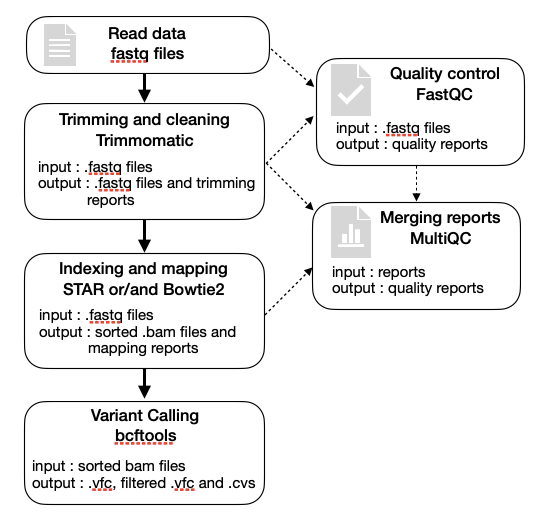 Read data
fastq files
Trimming and cleaning
Trimmomatic
input : .fastq files
output : .fastq files and trimming
reports
Indexing and mapping
STAR or/and Bowtie2
input : .fastq files
output : sorted .bam files and
mapping reports
Variant Calling
bcftools
input : sorted bam files
output : .vfc, filtered .vfc and .cvs
Quality control
FastQC
input : .fastq files
output : quality reports
Merging reports
MultiQC
input : reports
output : quality reports